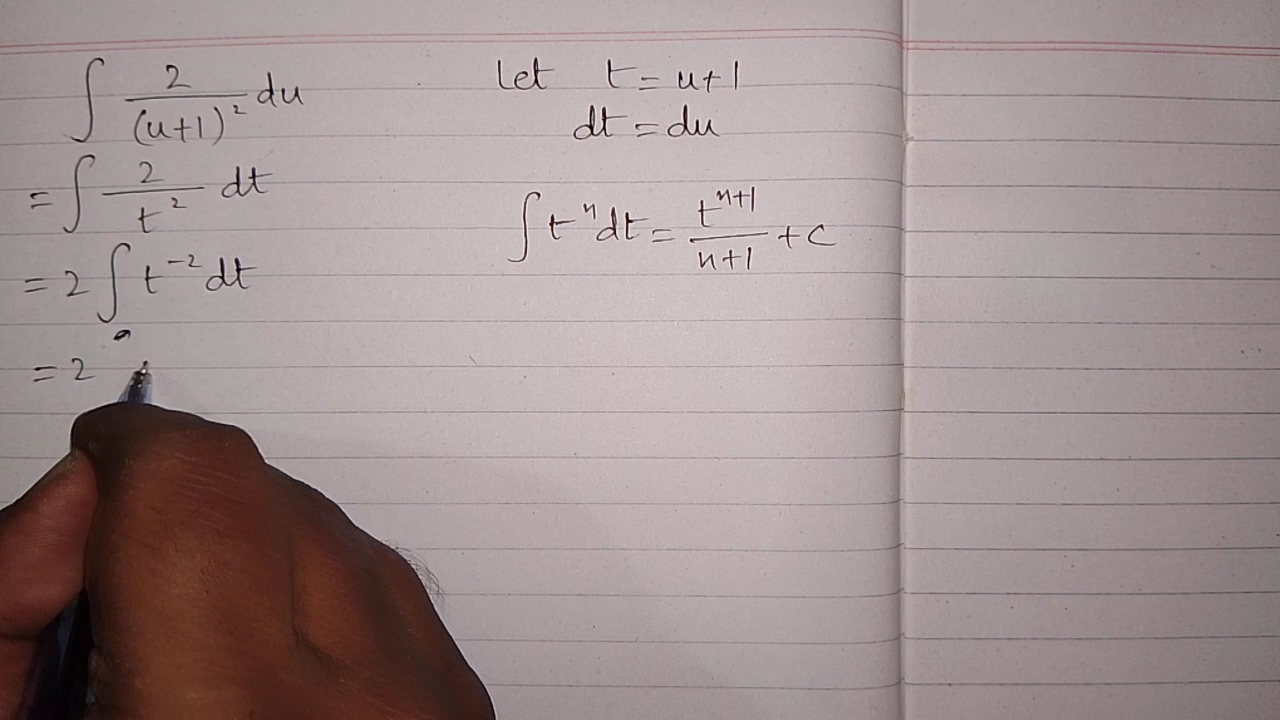 ∫ 2/(u+1)² du
= ∫ 2/t² dt
= 2 ∫ t⁻² dt
= 2
Let t = u+1
dt = du
∫ tⁿ dt = tⁿ⁺¹/n+1 + c